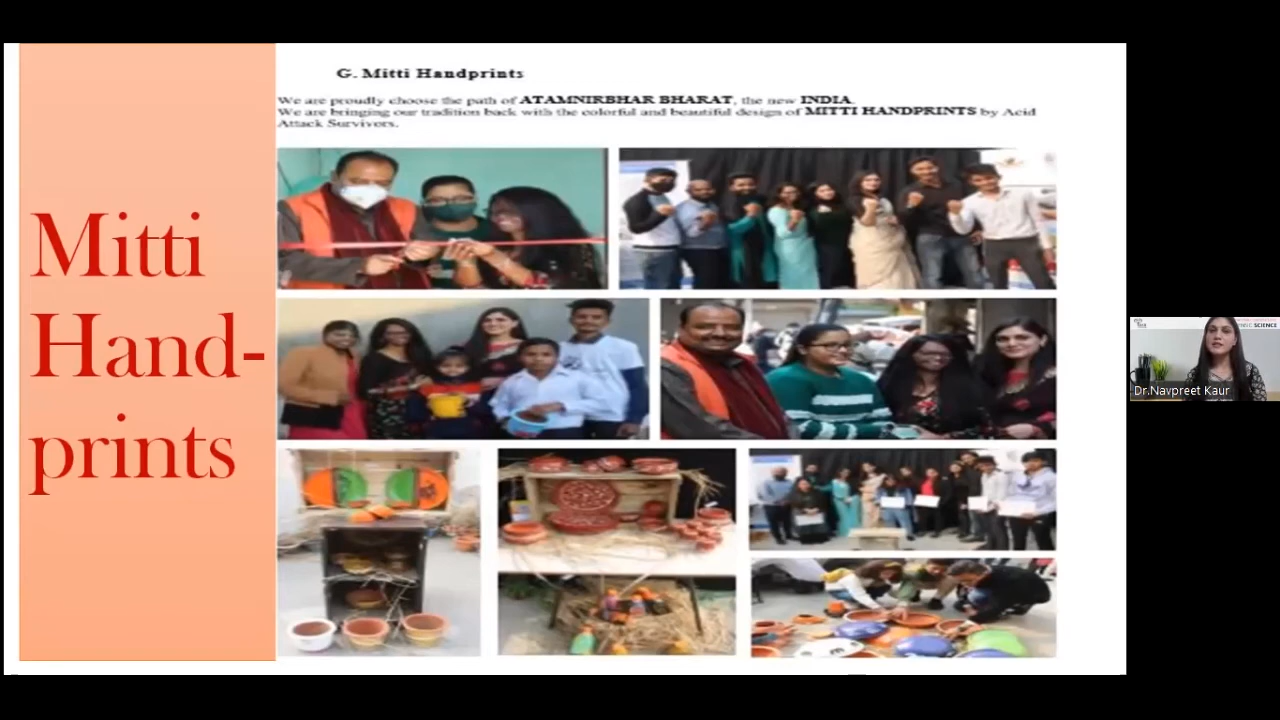 Mitti
Hand-
prints
G. Mitti Handprints
We are proudly choose the path of ATAMNIRBHAR BHARAT, the new INDIA.
We are bringing our tradition back with the colorful and beautiful design of MITTI HANDPRINTS by Acid
Attack Survivors.
SCIENCE
Dr.Navpreet Kaur